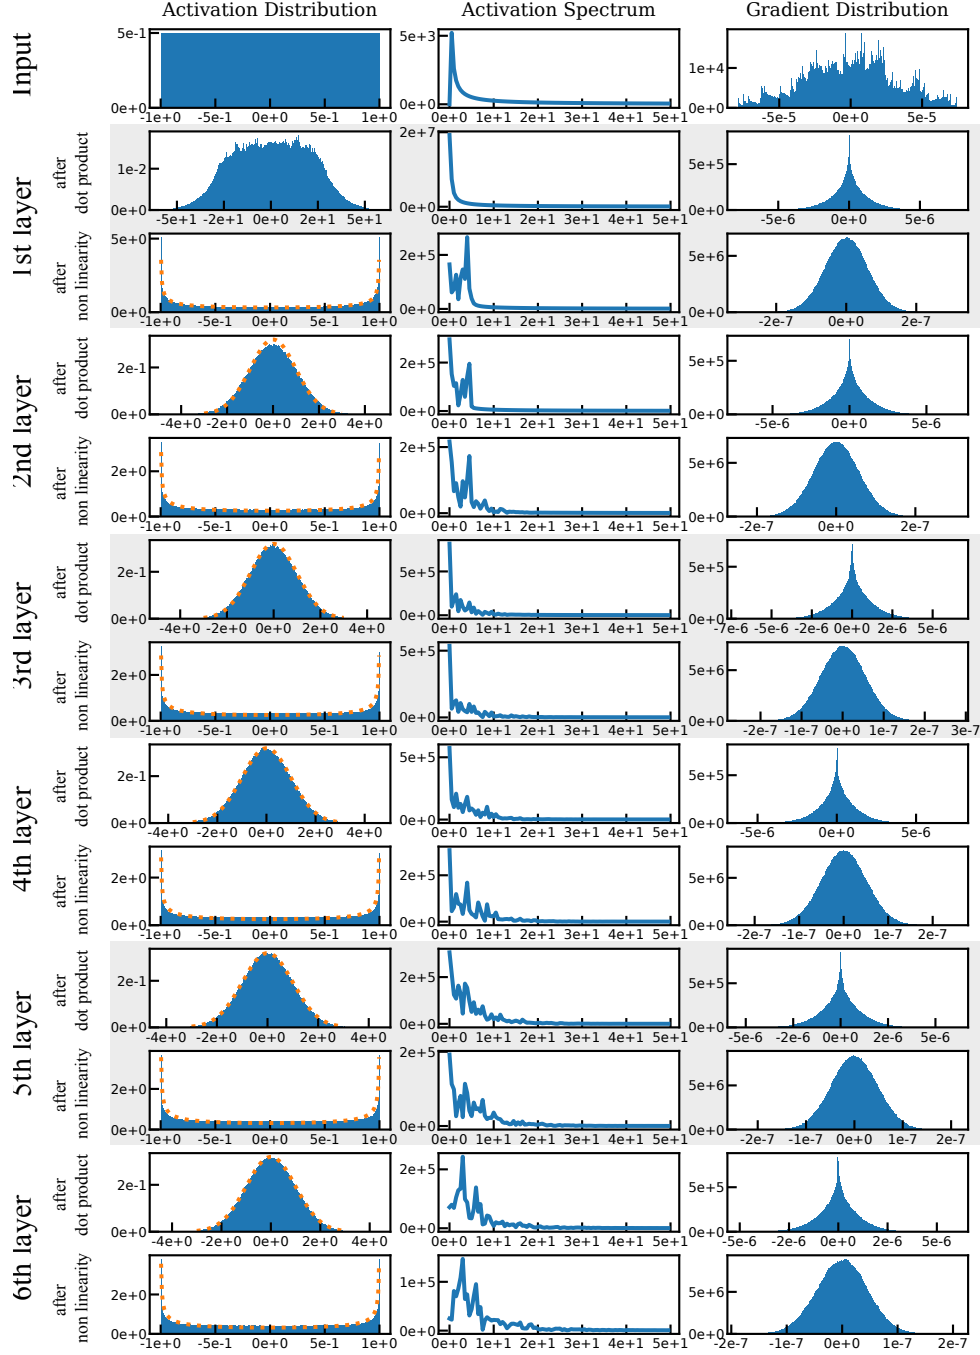 Activation Distribution Activation Spectrum Gradient Distribution
Input
5e-1
0e+0
-1e+0 -5e-1 0e+0 5e-1 1e+0
5e+3
0e+0
0e+0 1e+1 2e+1 3e+1 4e+1 5e+1
1e+4
0e+0
-5e-5 0e+0 5e-5
1st layer
after
dot product
1e-2
0e+0
-5e+1 -2e+1 0e+0 2e+1 5e+1
2e+7
0e+0
0e+0 1e+1 2e+1 3e+1 4e+1 5e+1
5e+5
0e+0
-5e-6 0e+0 5e-6
after
non linearity
5e+0
0e+0
-1e+0 -5e-1 0e+0 5e-1 1e+0
2e+5
0e+0
0e+0 1e+1 2e+1 3e+1 4e+1 5e+1
5e+6
0e+0
-2e-7 0e+0 2e-7
2nd layer
after
dot product
2e-1
0e+0
-4e+0 -2e+0 0e+0 2e+0 4e+0
2e+5
0e+0
0e+0 1e+1 2e+1 3e+1 4e+1 5e+1
5e+5
0e+0
-5e-6 0e+0 5e-6
after
non linearity
2e+0
0e+0
-1e+0 -5e-1 0e+0 5e-1 1e+0
2e+5
0e+0
0e+0 1e+1 2e+1 3e+1 4e+1 5e+1
5e+6
0e+0
-2e-7 0e+0 2e-7
3rd layer
after
dot product
2e-1
0e+0
-4e+0 -2e+0 0e+0 2e+0 4e+0
5e+5
0e+0
0e+0 1e+1 2e+1 3e+1 4e+1 5e+1
5e+5
0e+0
-7e-6 -5e-6 -2e-6 0e+0 2e-6 5e-6
after
non linearity
2e+0
0e+0
-1e+0 -5e-1 0e+0 5e-1 1e+0
5e+5
0e+0
0e+0 1e+1 2e+1 3e+1 4e+1 5e+1
5e+6
0e+0
-2e-7 -1e-7 0e+0 1e-7 2e-7 3e-7
4th layer
after
dot product
2e-1
0e+0
-4e+0 -2e+0 0e+0 2e+0 4e+0
5e+5
0e+0
0e+0 1e+1 2e+1 3e+1 4e+1 5e+1
5e+5
0e+0
-5e-6 0e+0 5e-6
after
non linearity
2e+0
0e+0
-1e+0 -5e-1 0e+0 5e-1 1e+0
2e+5
0e+0
0e+0 1e+1 2e+1 3e+1 4e+1 5e+1
5e+6
0e+0
-2e-7 -1e-7 0e+0 1e-7 2e-7
5th layer
after
dot product
2e-1
0e+0
-4e+0 -2e+0 0e+0 2e+0 4e+0
2e+5
0e+0
0e+0 1e+1 2e+1 3e+1 4e+1 5e+1
5e+5
0e+0
-5e-6 -2e-6 0e+0 2e-6 5e-6
after
non linearity
2e+0
0e+0
-1e+0 -5e-1 0e+0 5e-1 1e+0
2e+5
0e+0
0e+0 1e+1 2e+1 3e+1 4e+1 5e+1
5e+6
0e+0
-2e-7 -1e-7 0e+0 1e-7 2e-7
6th layer
after
dot product
2e-1
0e+0
-4e+0 -2e+0 0e+0 2e+0 4e+0
2e+5
0e+0
0e+0 1e+1 2e+1 3e+1 4e+1 5e+1
5e+5
0e+0
-5e-6 -2e-6 0e+0 2e-6 5e-6
after
non linearity
2e+0
0e+0
-1e+0 -5e-1 0e+0 5e-1 1e+0
1e+5
0e+0
0e+0 1e+1 2e+1 3e+1 4e+1 5e+1
5e+6
0e+0
-2e-7 -1e-7 0e+0 1e-7 2e-7